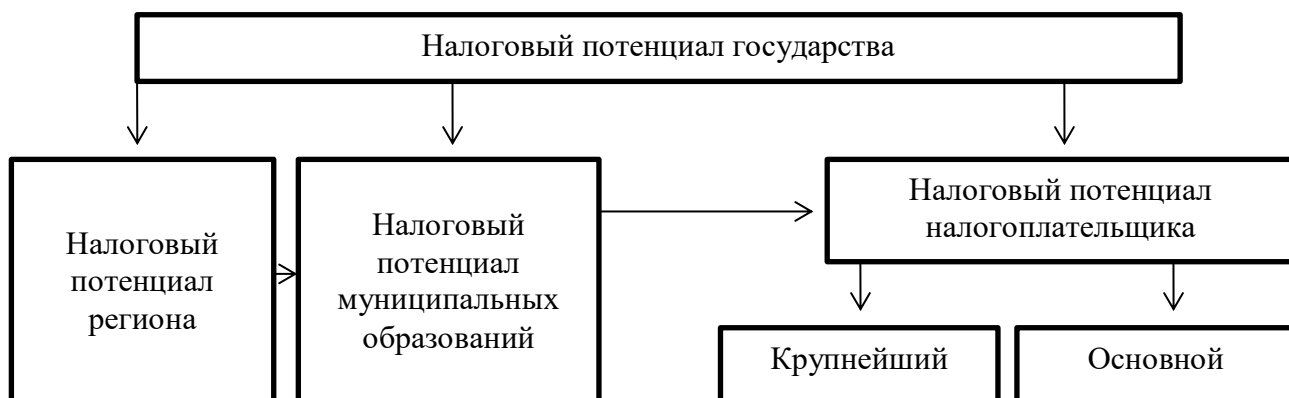 Налоговый потенциал государства
Налоговый
потенциал
региона
Налоговый
потенциал
муниципальных
образований
Налоговый потенциал
налогоплательщика
Крупнейший
Основной